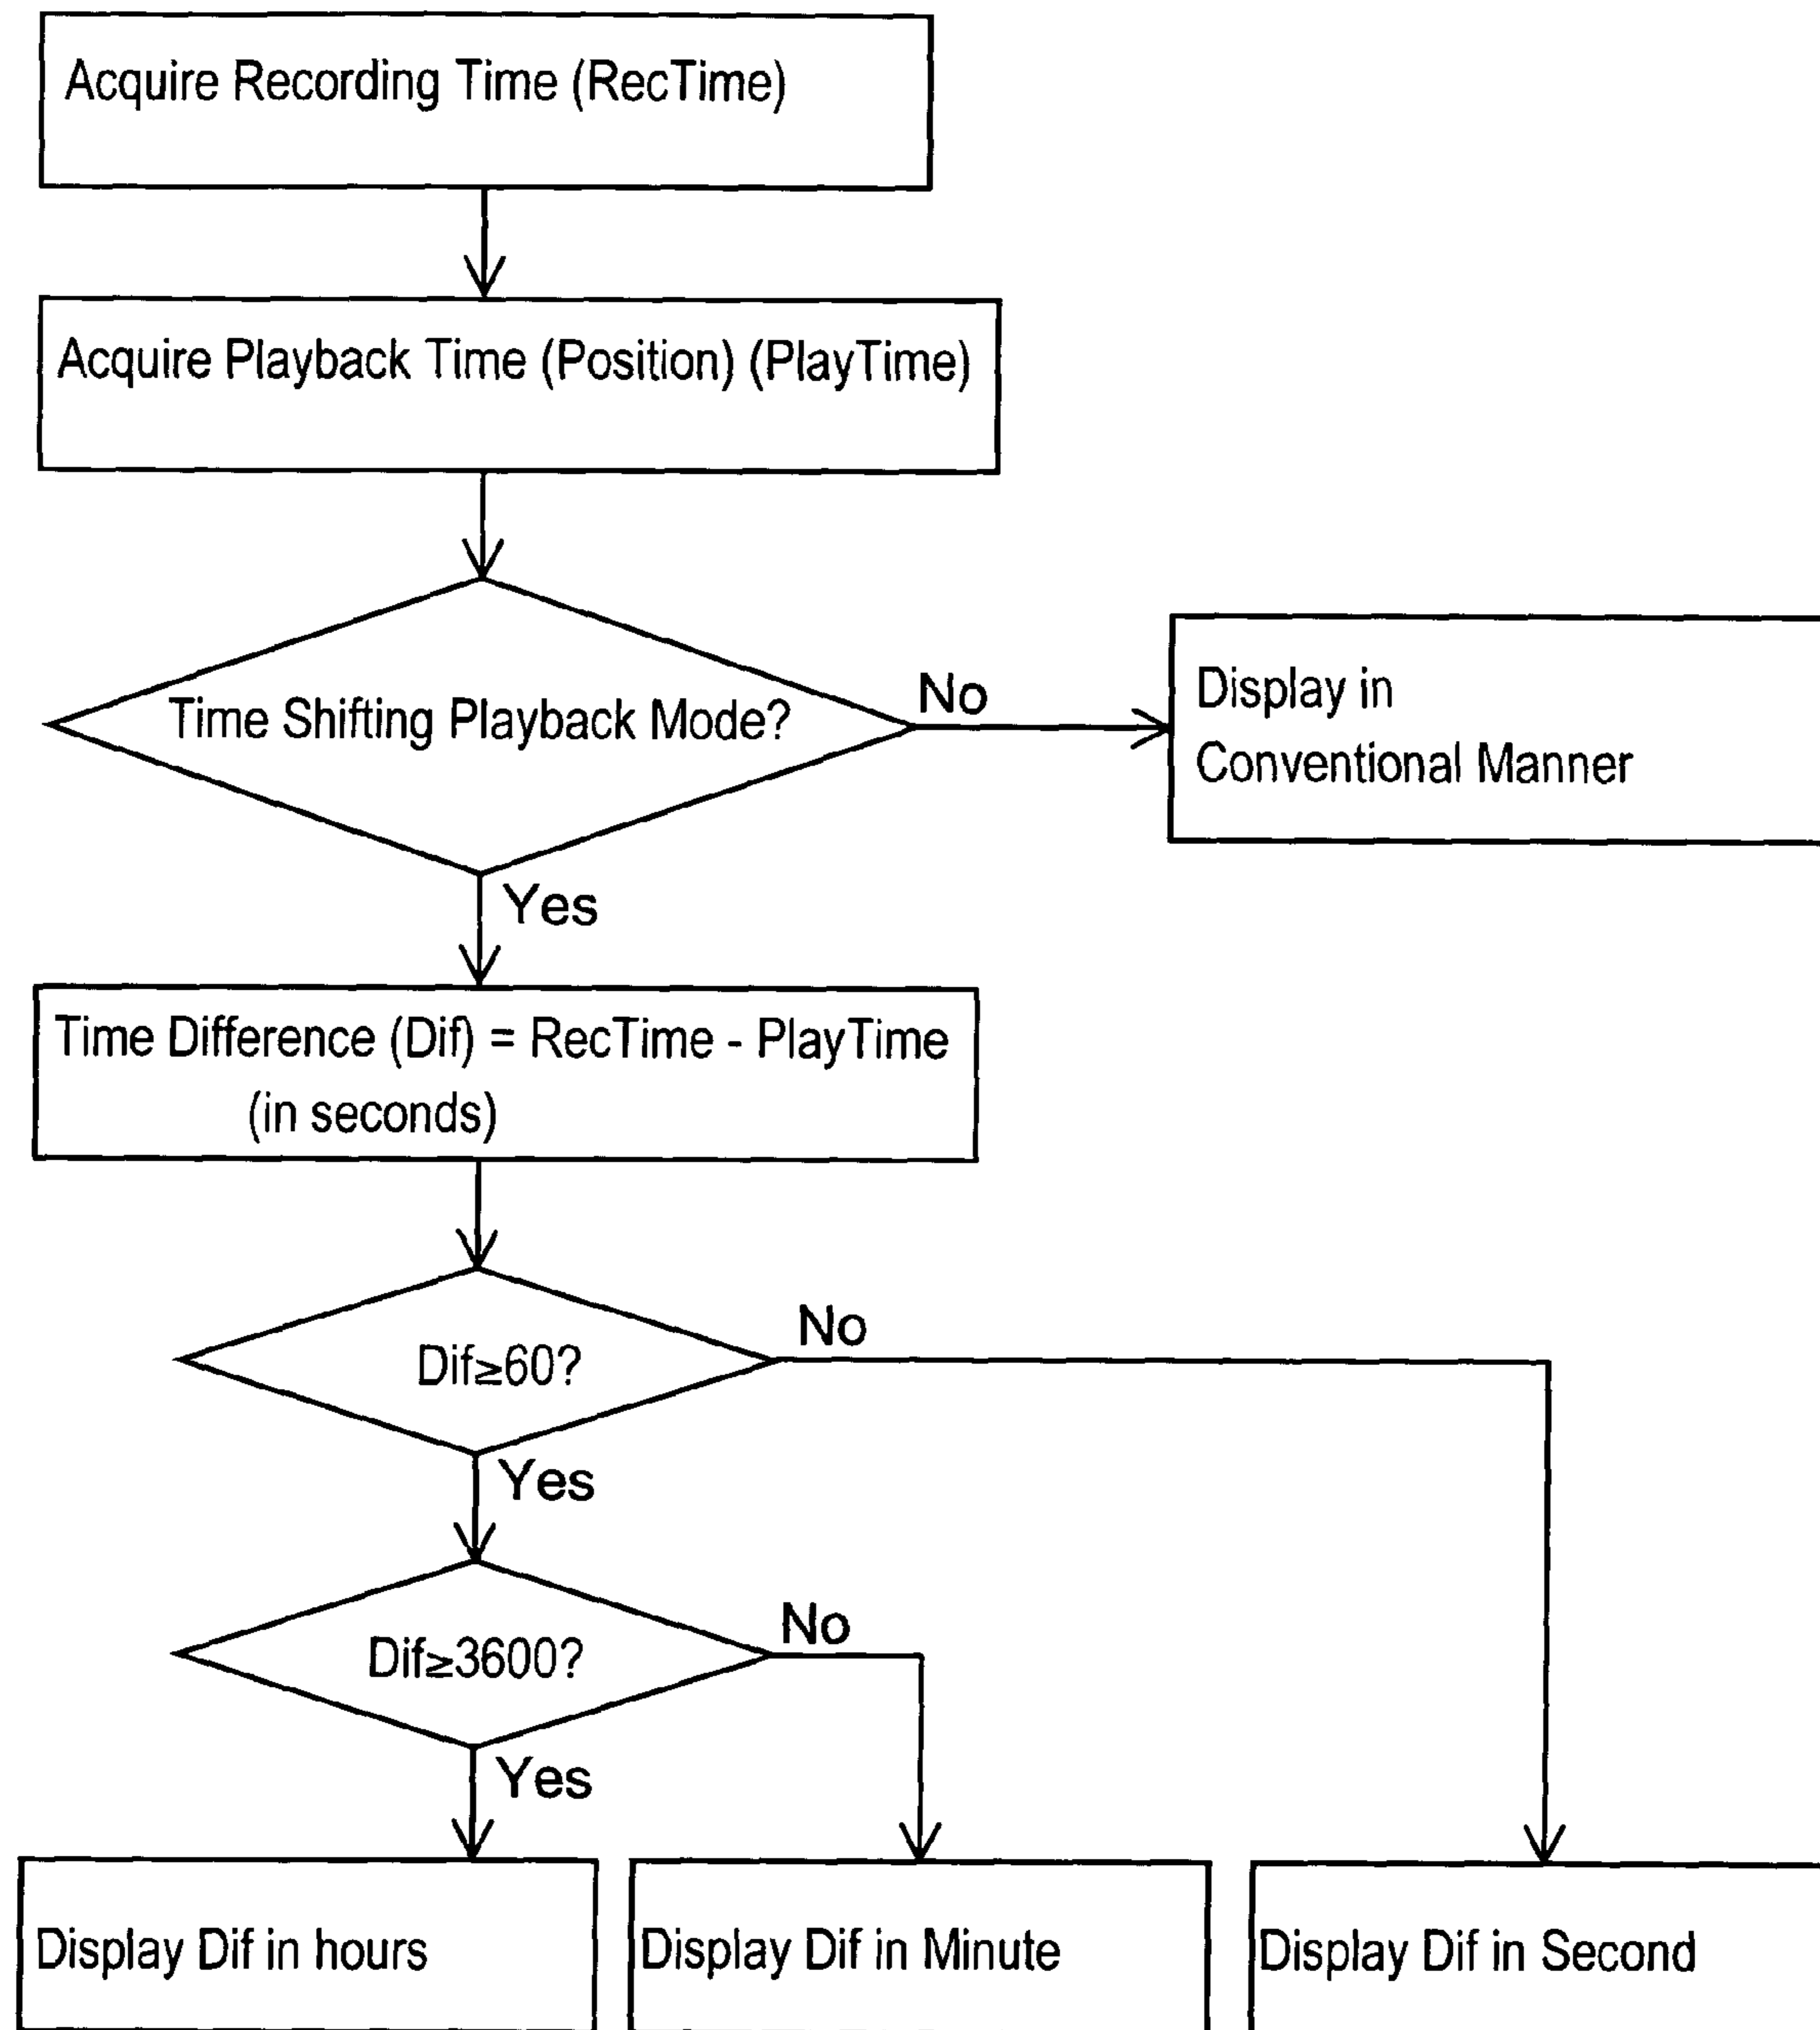 Acquire Recording Time (RecTime)
Acquire Playback Time (Position) (PlayTime)
Time Shifting Playback Mode?
No
Display in
Conventional Manner
Yes
Time Difference (Dif) = RecTime - PlayTime
(in seconds)
Dif≥60?
No
Yes
Dif≥3600?
No
Yes
Display Dif in hours
Display Dif in Minute
Display Dif in Second